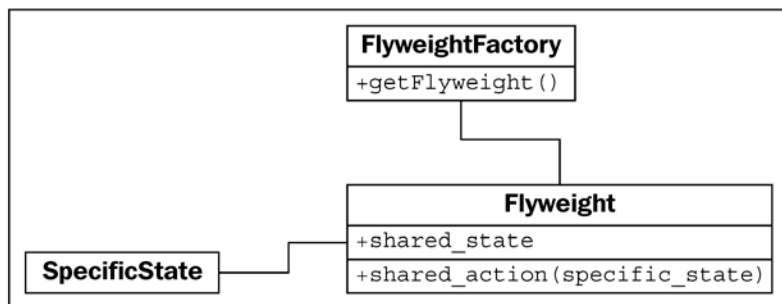 FlyweightFactory
+getFlyweight()
Flyweight
+shared_state
+shared_action(specific_state)
SpecificState